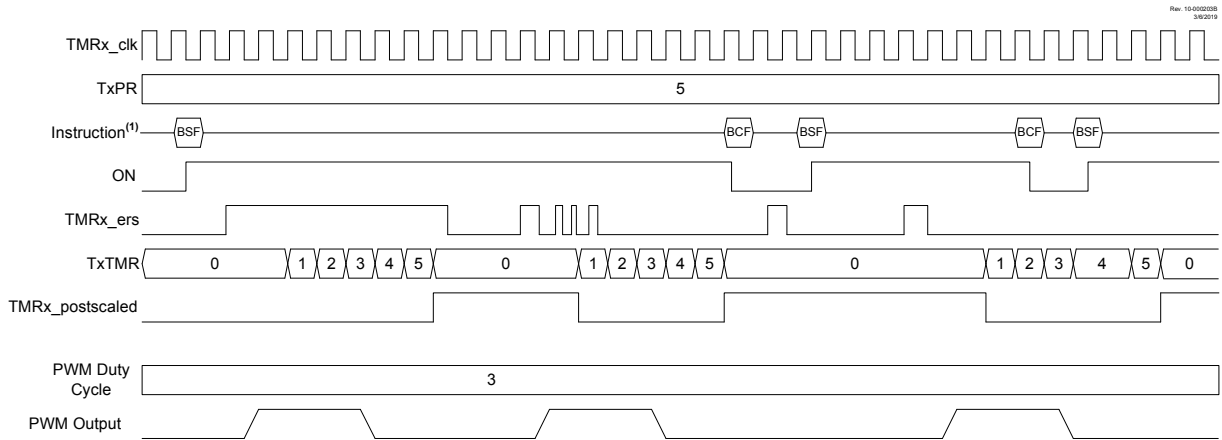 Rev. 10-000203B
3/6/2019
TMRx_clk
TxPR 5
Instruction(1) BSF BCF BSF BCF BSF
ON
TMRx_ers
TxTMR 0 1 2 3 4 5 0 1 2 3 4 5 0 1 2 3 4 5 0
TMRx_postscaled
PWM Duty
Cycle 3
PWM Output